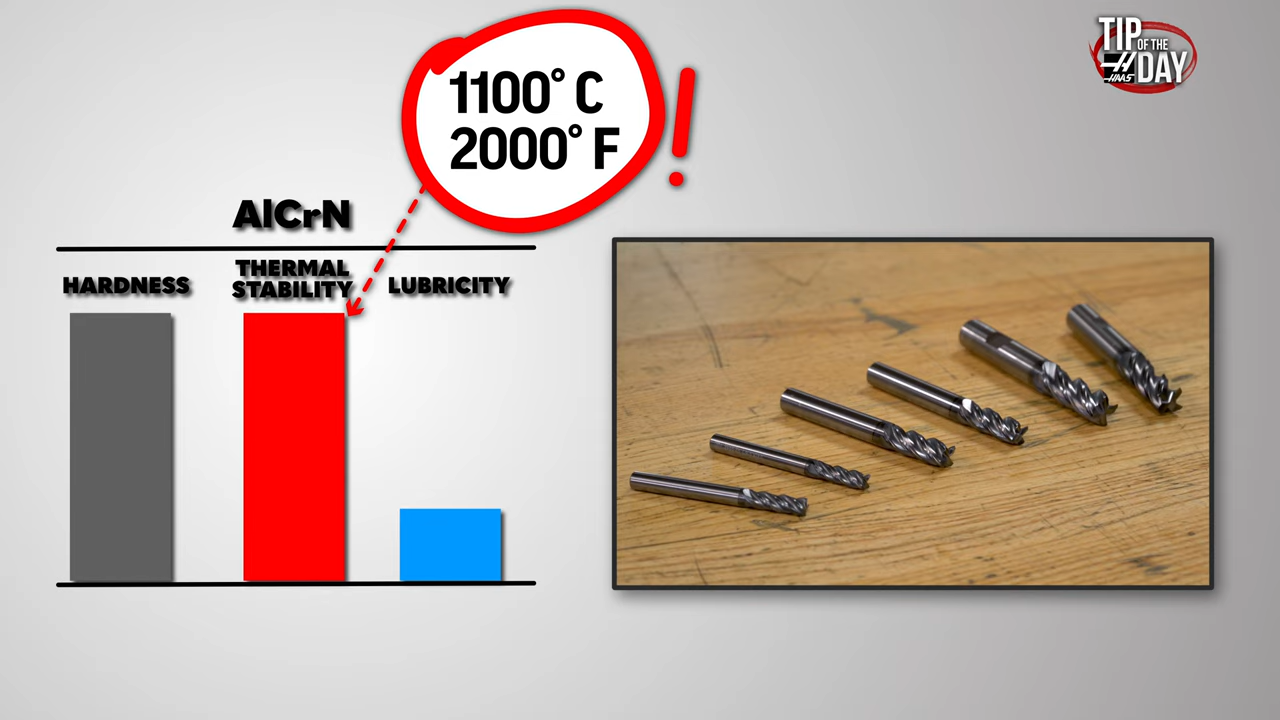 TIP
OF THE
HAAS
DAY
1100° C
2000° F
!
AlCrN
HARDNESS
THERMAL
STABILITY
LUBRICITY